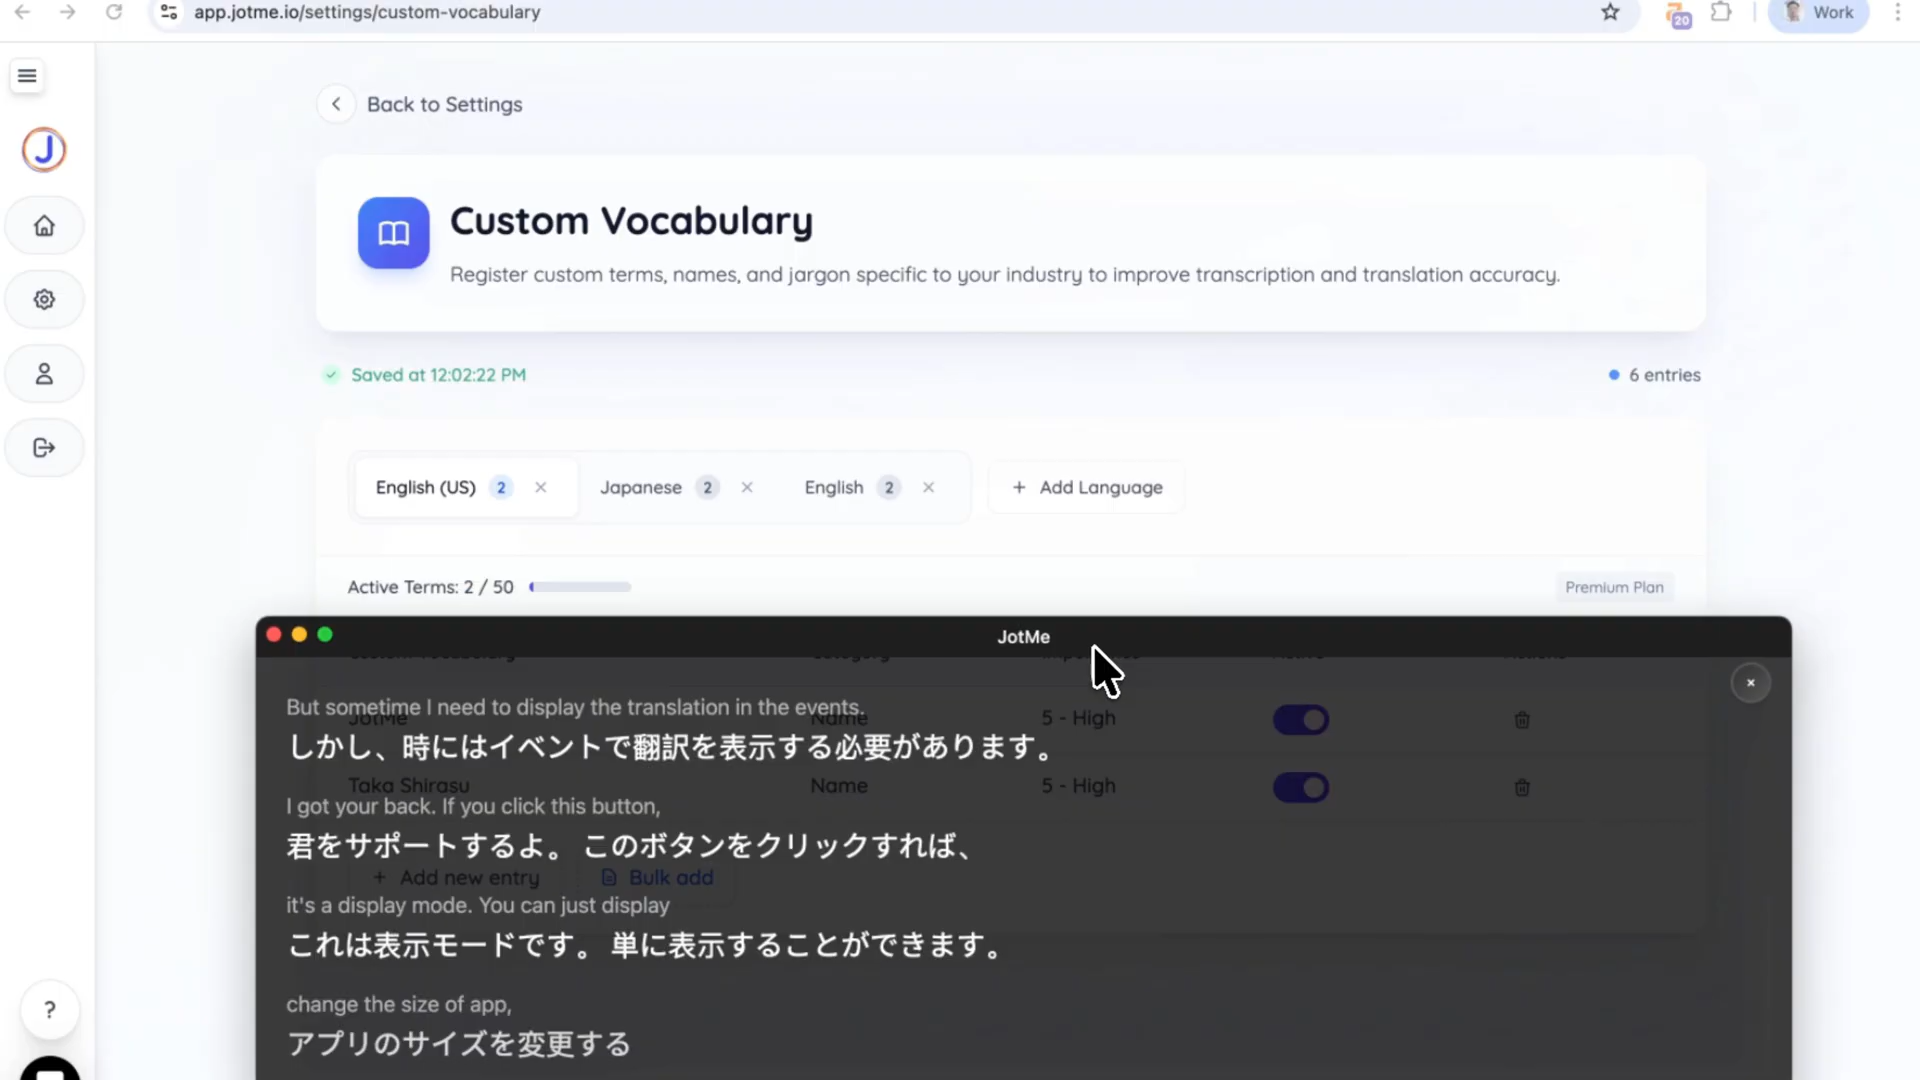 app.jotme.io/settings/custom-vocabulary
20
Work
Back to Settings
J
Custom Vocabulary
Register custom terms, names, and jargon specific to your industry to improve transcription and translation accuracy.
Saved at 12:02:22 PM
6 entries
English (US) 2
Japanese 2
English 2
+ Add Language
Active Terms: 2 / 50
Premium Plan
JotMe
But sometime I need to display the translation in the events.
JotMe Name 5 - High
しかし、時にはイベントで翻訳を表示する必要があります。
Taka Shirasu Name 5 - High
I got your back. If you click this button,
君をサポートするよ。 このボタンをクリックすれば、
+ Add new entry
Bulk add
it's a display mode. You can just display
これは表示モードです。 単に表示することができます。
change the size of app,
アプリのサイズを変更する
?